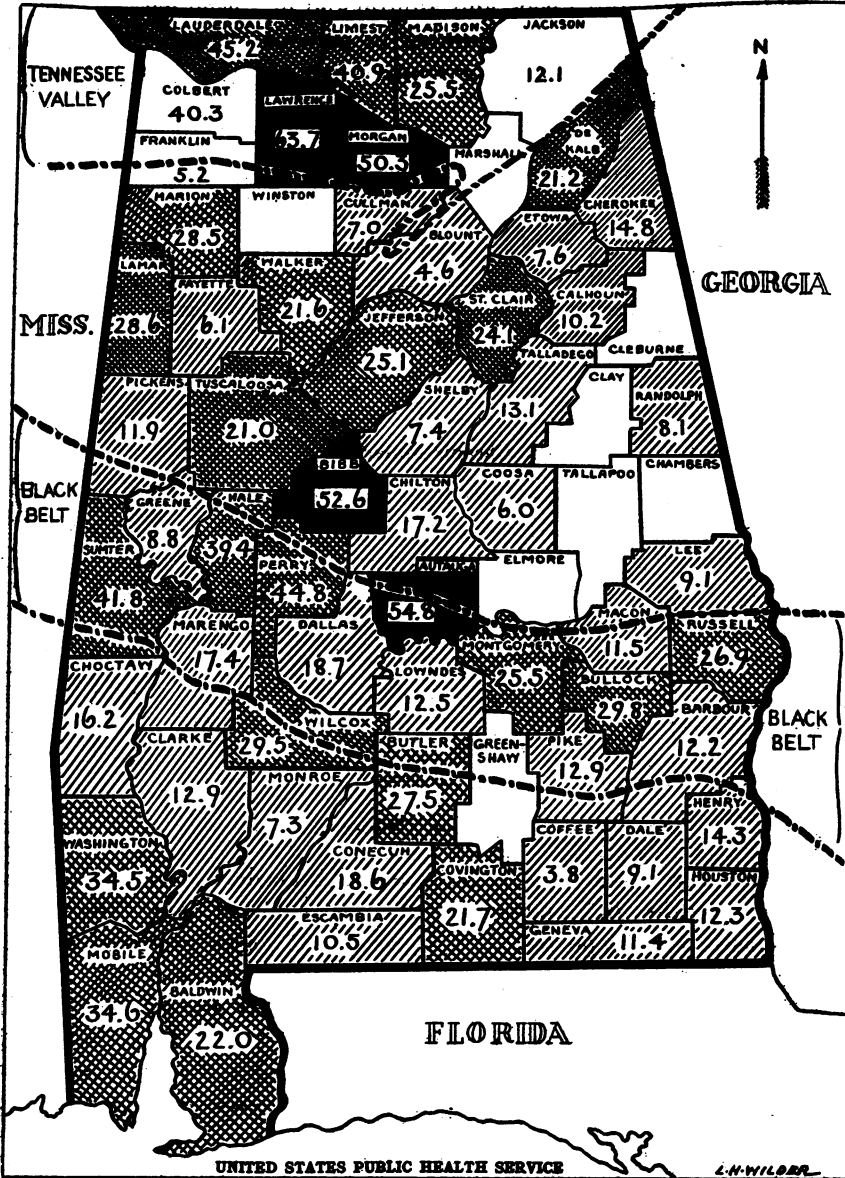 LAUDERDALE
45.2
LIMEST
40.9
MADISON
25.5
JACKSON
12.1
N
TENNESSEE
VALLEY
COLBERT
40.3
LAWRENCE
63.7
MORGAN
50.3
MARSHALL
DE
KALB
21.2
FRANKLIN
5.2
MARION
28.5
WINSTON
CULLMAN
7.0
BLOUNT
4.6
ETOWA
7.6
CHEROKEE
14.8
GEORGIA
MISS.
LAMAR
28.6
FAYETTE
6.1
WALKER
21.6
JEFFERSON
25.1
ST. CLAIR
24.1
CALHOUN
10.2
TALLADEGO
13.1
CLEBURNE
CLAY
RANDOLPH
8.1
PICKENS
11.9
TUSCALOOSA
21.0
SHELBY
7.4
BIBB
52.6
CHILTON
17.2
COOSA
6.0
TALLAPOO
CHAMBERS
BLACK
BELT
GREENE
8.8
HALE
39.4
SUMTER
41.8
PERRY
44.8
AUTAUGA
54.8
ELMORE
LEE
9.1
MACON
11.5
RUSSELL
26.9
MARENGO
17.4
DALLAS
18.7
MONTGOMERY
25.5
LOWNDES
12.5
BULLOCK
29.8
CHOCTAW
16.2
WILCOX
29.5
BARBOUR
12.2
BLACK
BELT
CLARKE
12.9
BUTLER
27.5
GREEN-
SHAW
PIKE
12.9
MONROE
7.3
HENRY
14.3
WASHINGTON
34.5
CONECUH
18.6
COVINGTON
21.7
COFFEE
3.8
DALE
9.1
HOUSTON
12.3
ESCAMBIA
10.5
GENEVA
11.4
MOBILE
34.6
BALDWIN
22.0
FLORIDA
UNITED STATES PUBLIC HEALTH SERVICE
L.H.WILDER